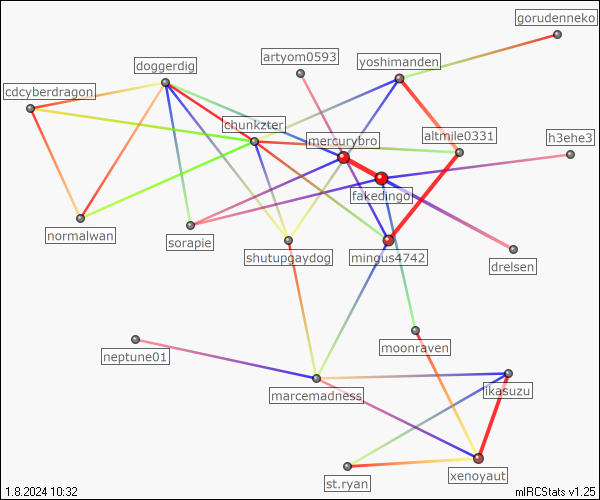 gorudenneko
artyom0593
yoshimanden
doggerdig
cdcyberdragon
chunkzter
altmile0331
mercurybro
h3ehe3
fakedingo
normalwan
sorapie
shutupgaydog
mingus4742
drelsen
neptune01
moonraven
marcemadness
ikasuzu
st.ryan
xenoyaut
1.8.2024 10:32
mIRCStats v1.25